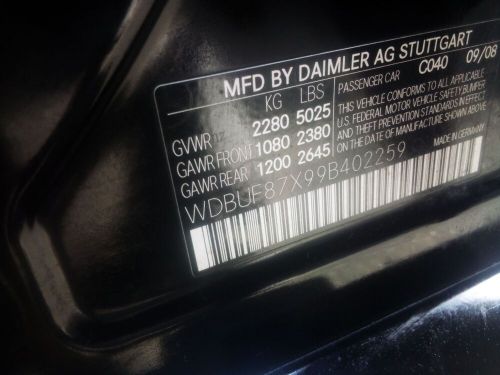 MFD BY DAIMLER AG STUTTGART
KG LBS
GVWR 2280 5025
GAWR FRONT 1080 2380
GAWR REAR 1200 2645
PASSENGER CAR C040 09/08
THIS VEHICLE CONFORMS TO ALL APPLICABLE
U.S. FEDERAL MOTOR VEHICLE SAFETY, BUMPER
AND THEFT PREVENTION STANDARDS IN EFFECT
ON DATE OF MANUFACTURE SHOWN ABOVE
WDBUF87X99B402259
MADE IN GERMANY